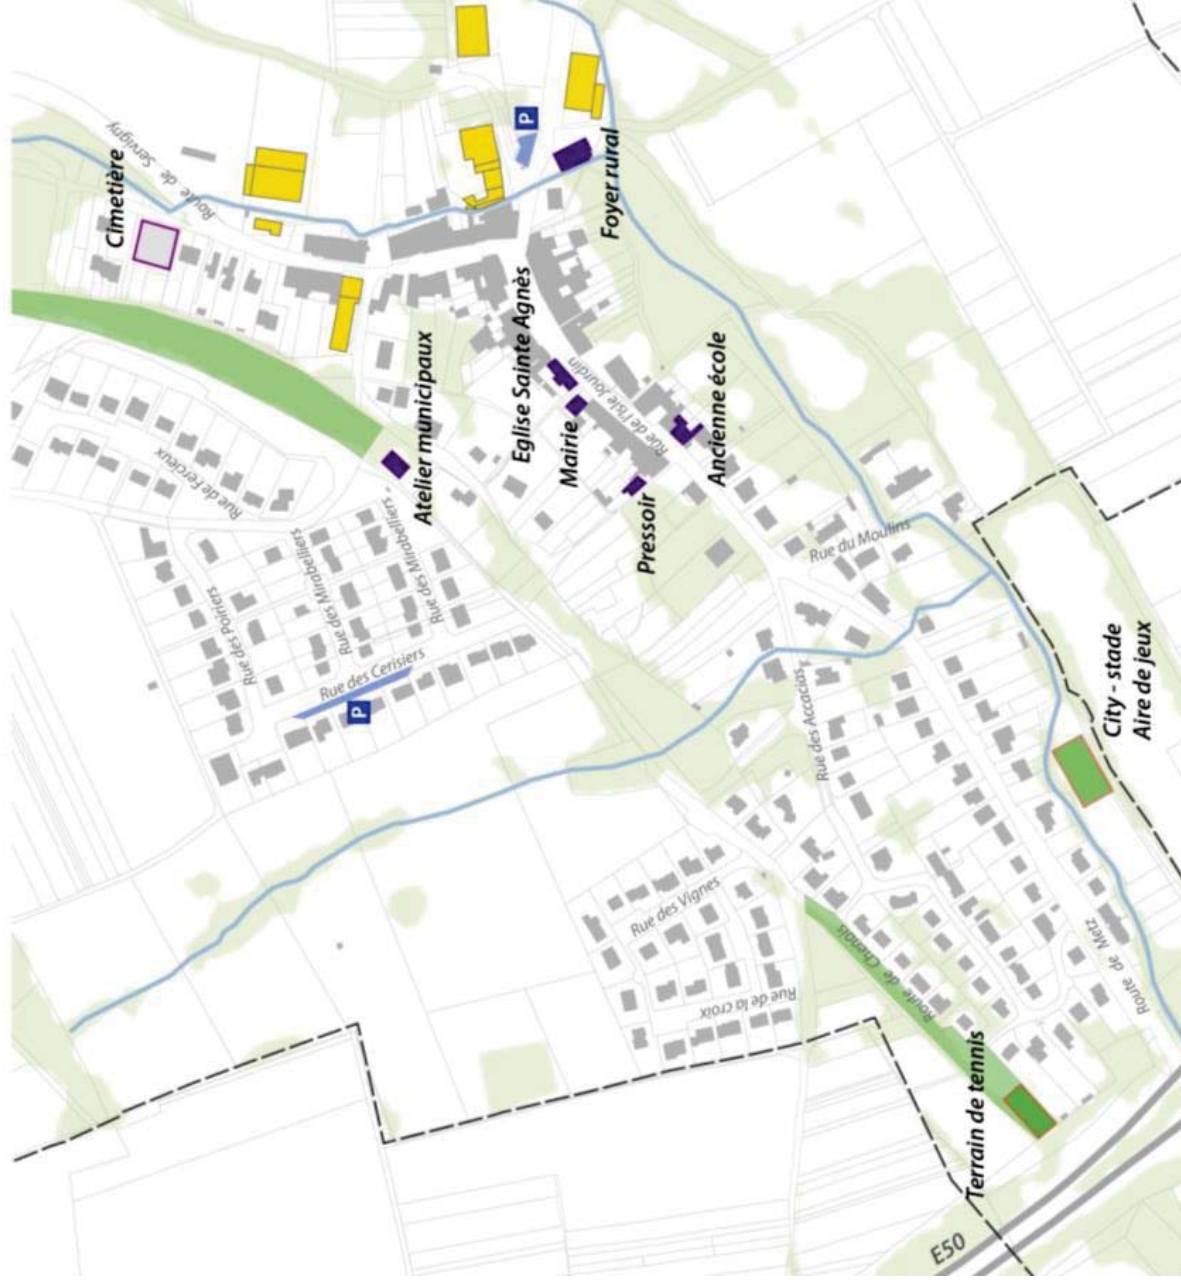 Cimetière
Route de Servigny
P
Foyer rural
Atelier municipaux
Eglise Sainte Agnès
Mairie
Rue de l'Isle Jourdin
Ancienne école
Pressoir
Rue de Fercieux
Rue des Mirabelliers
Rue des Mirabelliers
Rue des Poiriers
Rue des Cerisiers
P
Rue du Moulins
Rue des Accacias
City - stade
Aire de jeux
Rue des Vignes
Rue de la croix
Route de Chenais
Route de Metz
Terrain de tennis
E50